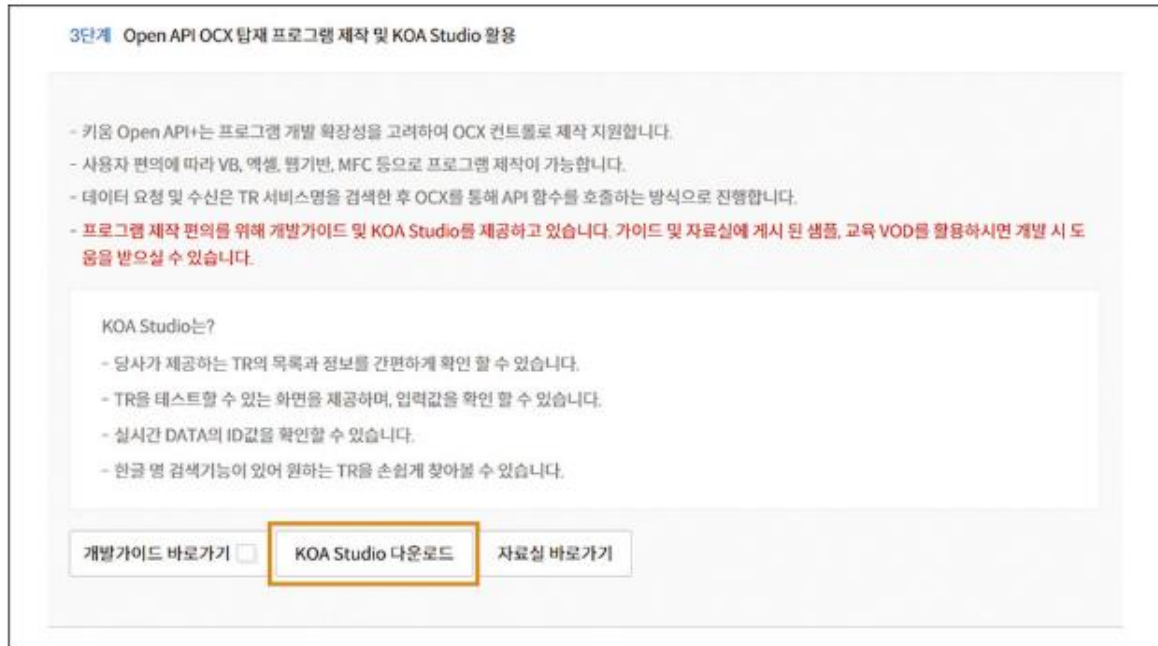 3단계 Open API OCX 탑재 프로그램 제작 및 KOA Studio 활용
- 키움 Open API+는 프로그램 개발 확장성을 고려하여 OCX 컨트롤로 제작 지원합니다.
- 사용자 편의에 따라 VB, 엑셀, 웹기반, MFC 등으로 프로그램 제작이 가능합니다.
- 데이터 요청 및 수신은 TR 서비스명을 검색한 후 OCX를 통해 API 함수를 호출하는 방식으로 진행합니다.
- 프로그램 제작 편의를 위해 개발가이드 및 KOA Studio를 제공하고 있습니다. 가이드 및 자료실에 게시 된 샘플, 교육 VOD를 활용하시면 개발 시 도
움을 받으실 수 있습니다.
KOA Studio는?
- 당사가 제공하는 TR의 목록과 정보를 간편하게 확인 할 수 있습니다.
- TR을 테스트할 수 있는 화면을 제공하며, 입력값을 확인 할 수 있습니다.
- 실시간 DATA의 ID값을 확인할 수 있습니다.
- 한글 명 검색기능이 있어 원하는 TR을 손쉽게 찾아볼 수 있습니다.
개발가이드 바로가기 KOA Studio 다운로드 자료실 바로가기